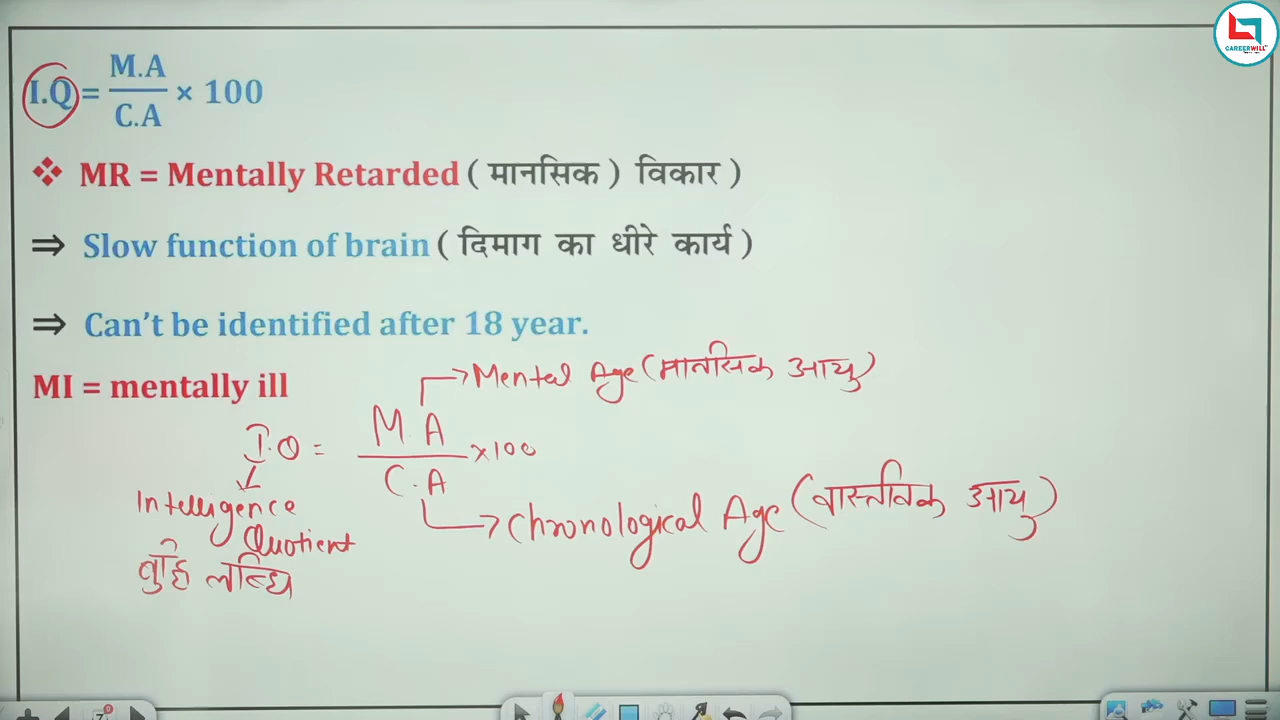 CAREERWILL
I.Q = M.A / C.A × 100
❖ MR = Mentally Retarded ( मानसिक ) विकार )
⇒ Slow function of brain ( दिमाग का धीरे कार्य )
⇒ Can't be identified after 18 year.
MI = mentally ill
→ Mental Age (मानसिक आयु)
I.Q = M.A / C.A ×100
→ Chronological Age (वास्तविक आयु)
Intelligence
Quotient
बुद्धि लब्धि